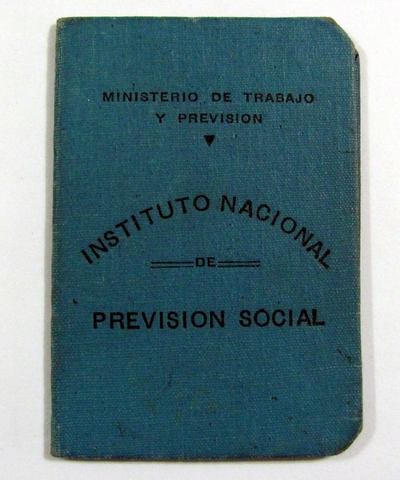 MINISTERIO DE TRABAJO
Y PREVISION
INSTITUTO NACIONAL
DE
PREVISION SOCIAL